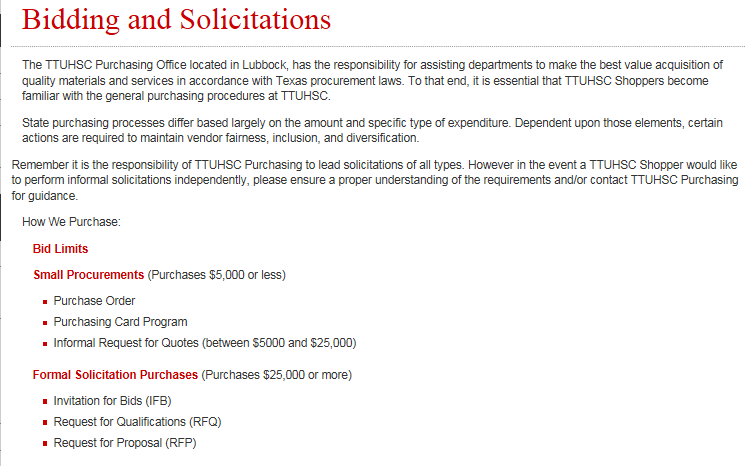 Bidding and Solicitations
The TTUHSC Purchasing Office located in Lubbock, has the responsibility for assisting departments to make the best value acquisition of
quality materials and services in accordance with Texas procurement laws. To that end, it is essential that TTUHSC Shoppers become
familiar with the general purchasing procedures at TTUHSC.
State purchasing processes differ based largely on the amount and specific type of expenditure. Dependent upon those elements, certain
actions are required to maintain vendor fairness, inclusion, and diversification.
Remember it is the responsibility of TTUHSC Purchasing to lead solicitations of all types. However in the event a TTUHSC Shopper would like
to perform informal solicitations independently, please ensure a proper understanding of the requirements and/or contact TTUHSC Purchasing
for guidance.
How We Purchase:
Bid Limits
Small Procurements (Purchases $5,000 or less)
Purchase Order
Purchasing Card Program
Informal Request for Quotes (between $5000 and $25,000)
Formal Solicitation Purchases (Purchases $25,000 or more)
Invitation for Bids (IFB)
Request for Qualifications (RFQ)
Request for Proposal (RFP)